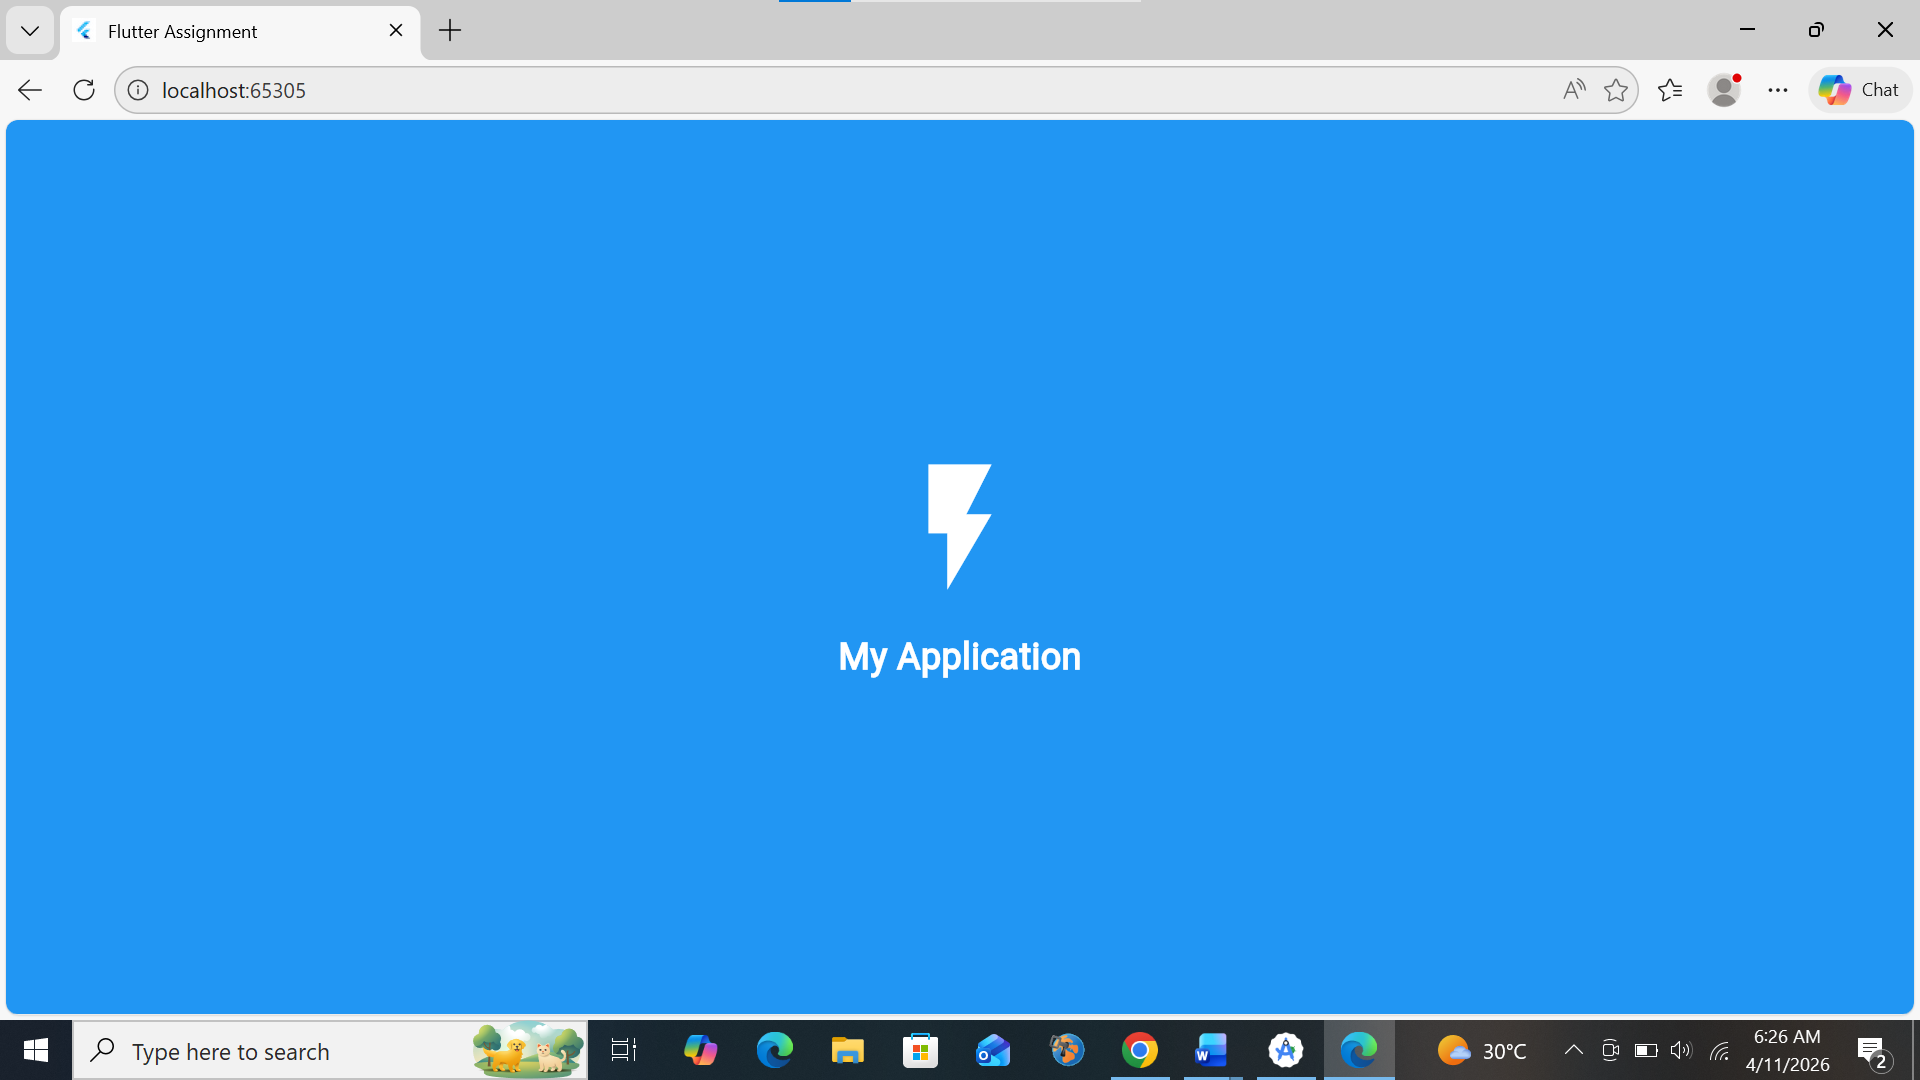 Flutter Assignment
localhost:65305
Chat
My Application
Type here to search
30°C
6:26 AM
4/11/2026
2